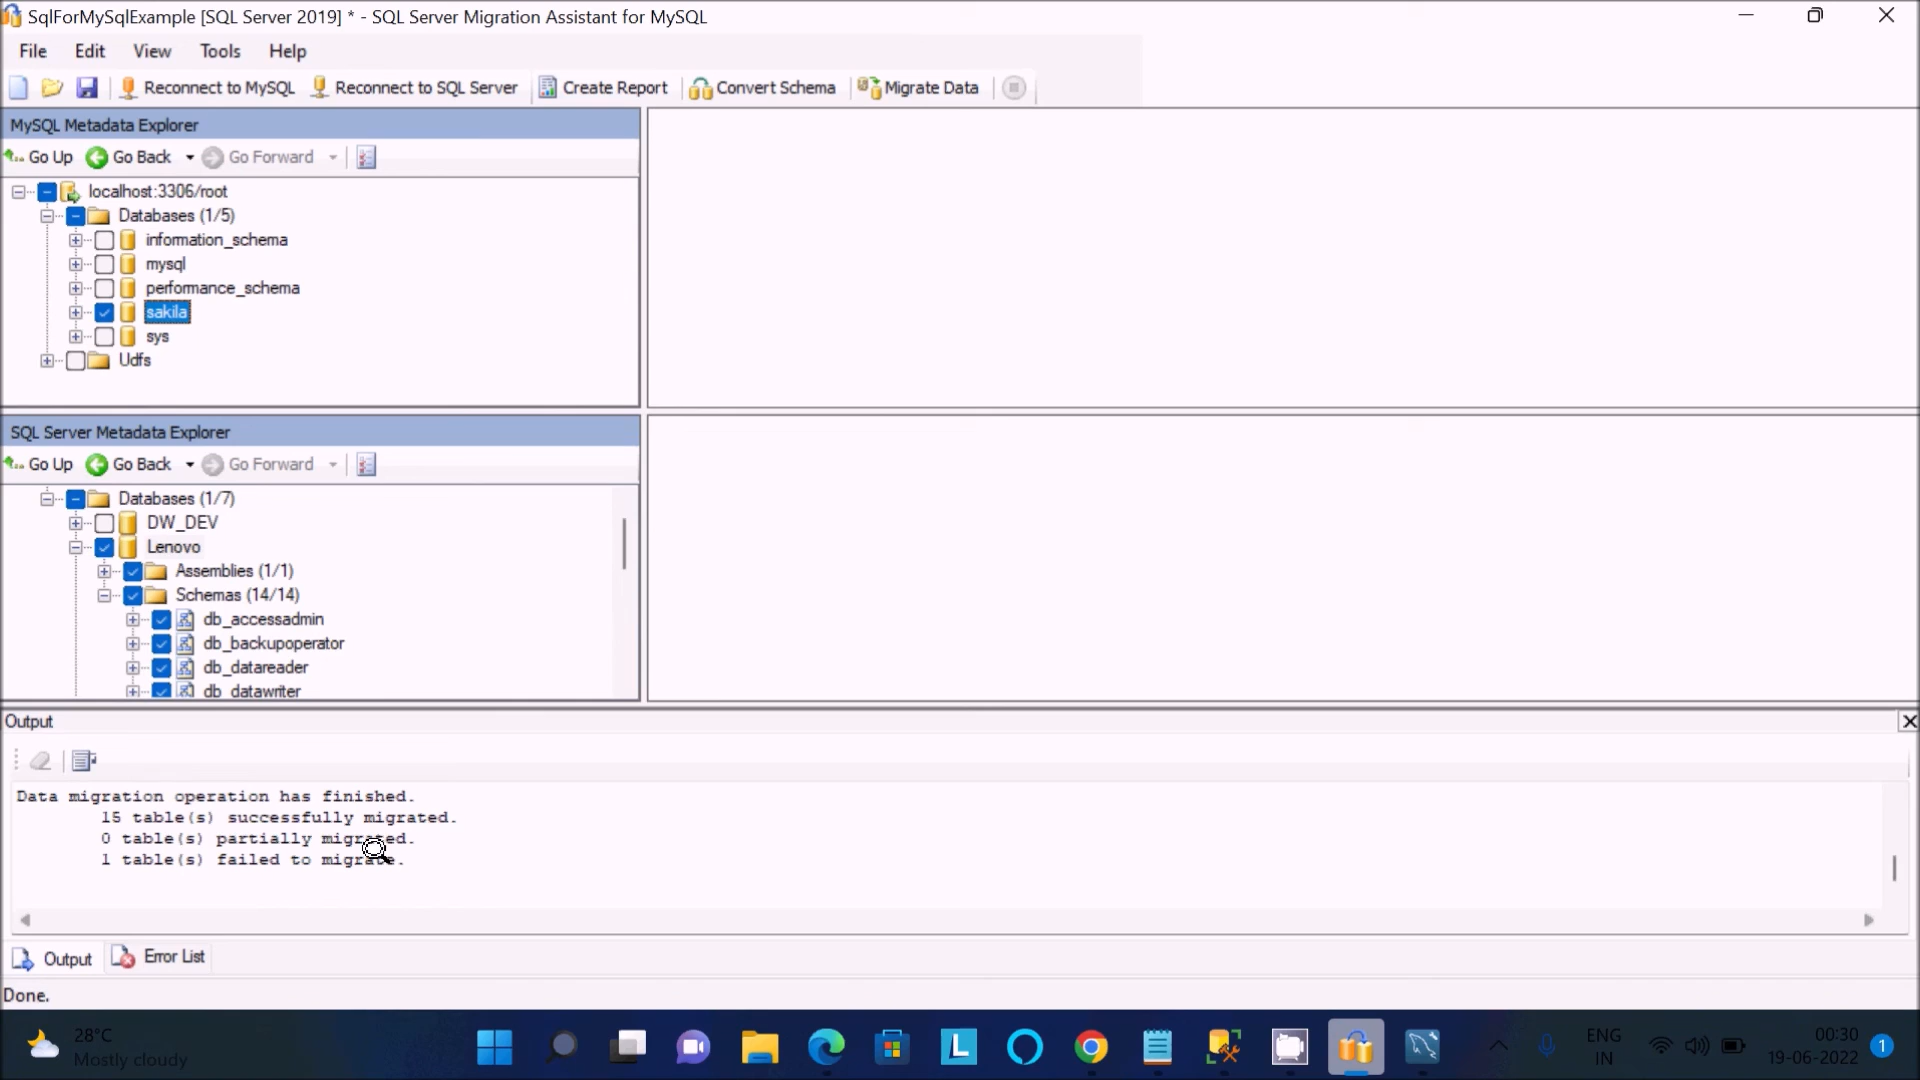 SqlForMySqlExample [SQL Server 2019] * - SQL Server Migration Assistant for MySQL
File Edit View Tools Help
Reconnect to MySQL Reconnect to SQL Server Create Report Convert Schema Migrate Data
MySQL Metadata Explorer
Go Up Go Back Go Forward
localhost:3306/root
Databases (1/5)
information_schema
mysql
performance_schema
sakila
sys
Udfs
SQL Server Metadata Explorer
Go Up Go Back Go Forward
Databases (1/7)
DW_DEV
Lenovo
Assemblies (1/1)
Schemas (14/14)
db_accessadmin
db_backupoperator
db_datareader
db_datawriter
Output
Data migration operation has finished.
15 table(s) successfully migrated.
0 table(s) partially migrated.
1 table(s) failed to migrate.
Output Error List
Done.
28°C
Mostly cloudy
L
ENG
IN
00:30
19-06-2022
1